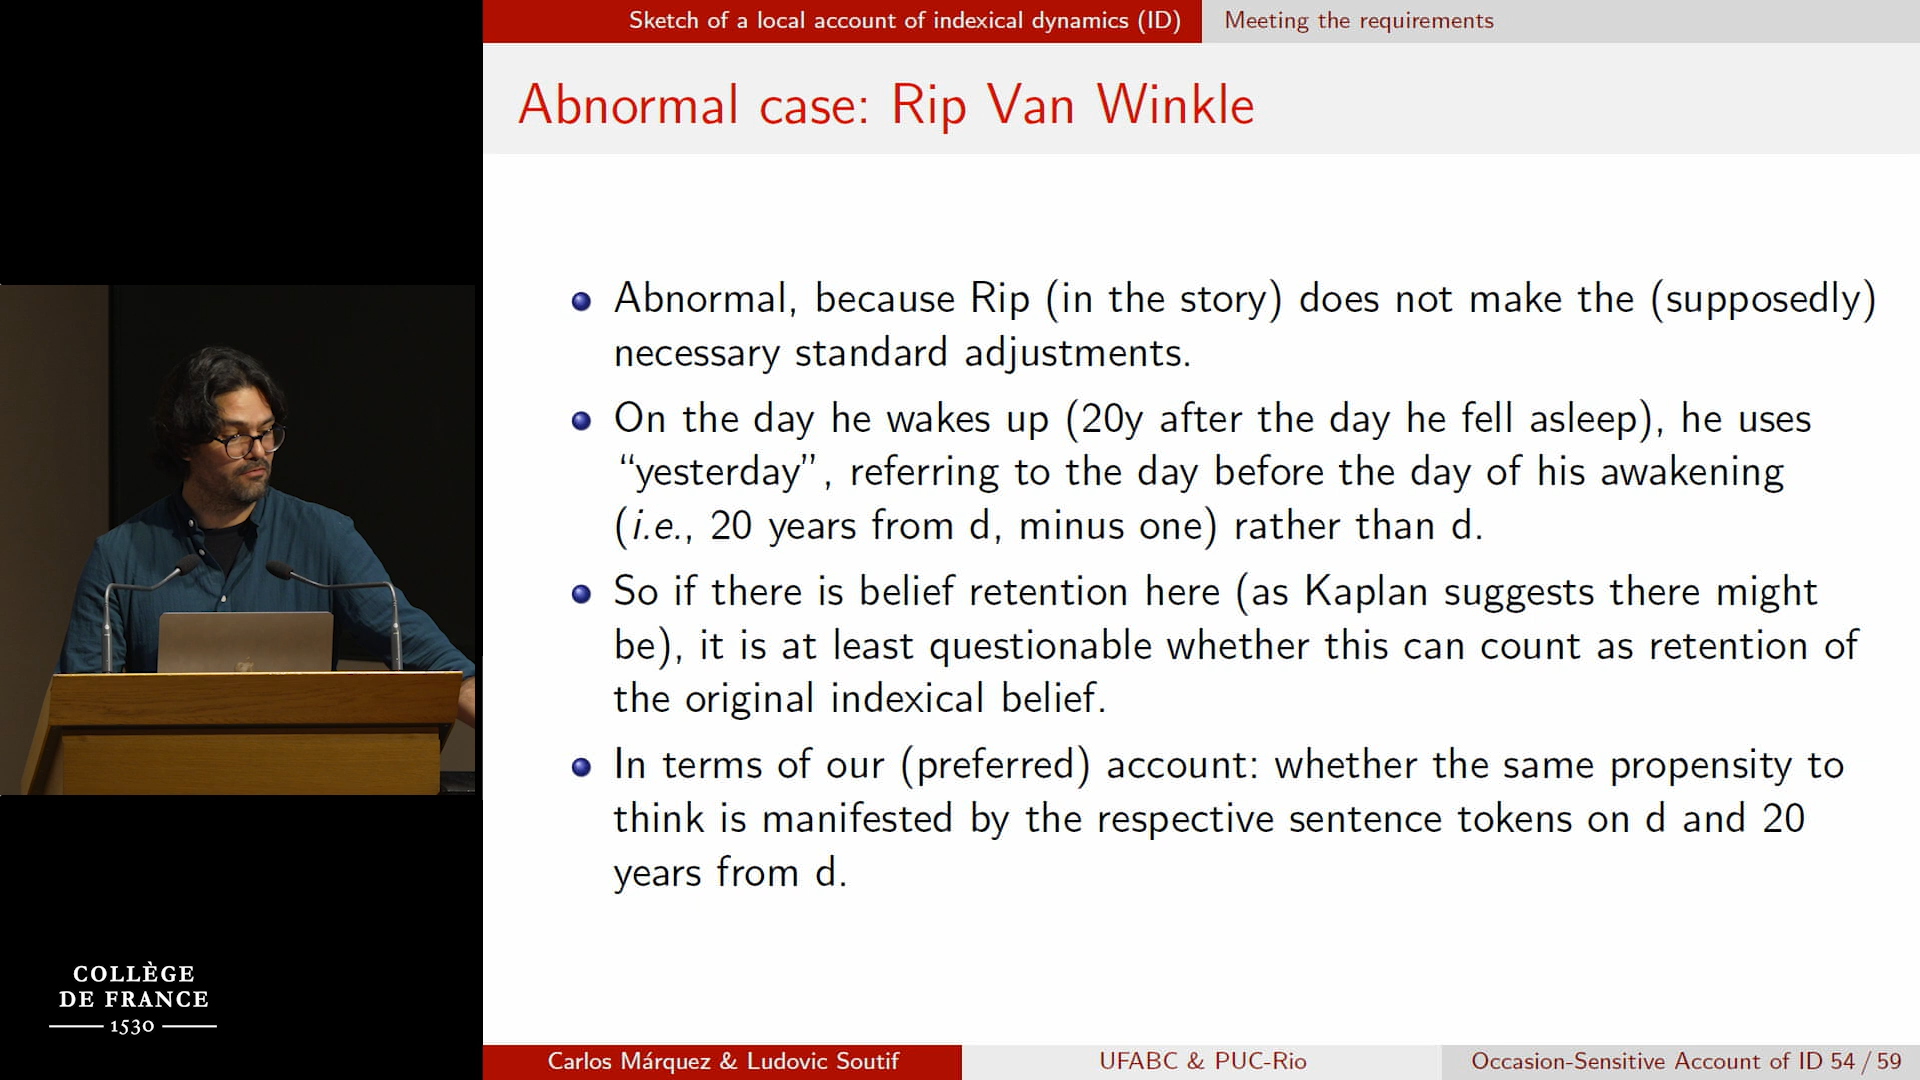 Sketch of a local account of indexical dynamics (ID)
Meeting the requirements
Abnormal case: Rip Van Winkle
Abnormal, because Rip (in the story) does not make the (supposedly)
necessary standard adjustments.
On the day he wakes up (20y after the day he fell asleep), he uses
“yesterday”, referring to the day before the day of his awakening
(i.e., 20 years from d, minus one) rather than d.
So if there is belief retention here (as Kaplan suggests there might
be), it is at least questionable whether this can count as retention of
the original indexical belief.
In terms of our (preferred) account: whether the same propensity to
think is manifested by the respective sentence tokens on d and 20
years from d.
COLLÈGE
DE FRANCE
1530
Carlos Márquez & Ludovic Soutif
UFABC & PUC-Rio
Occasion-Sensitive Account of ID 54 / 59